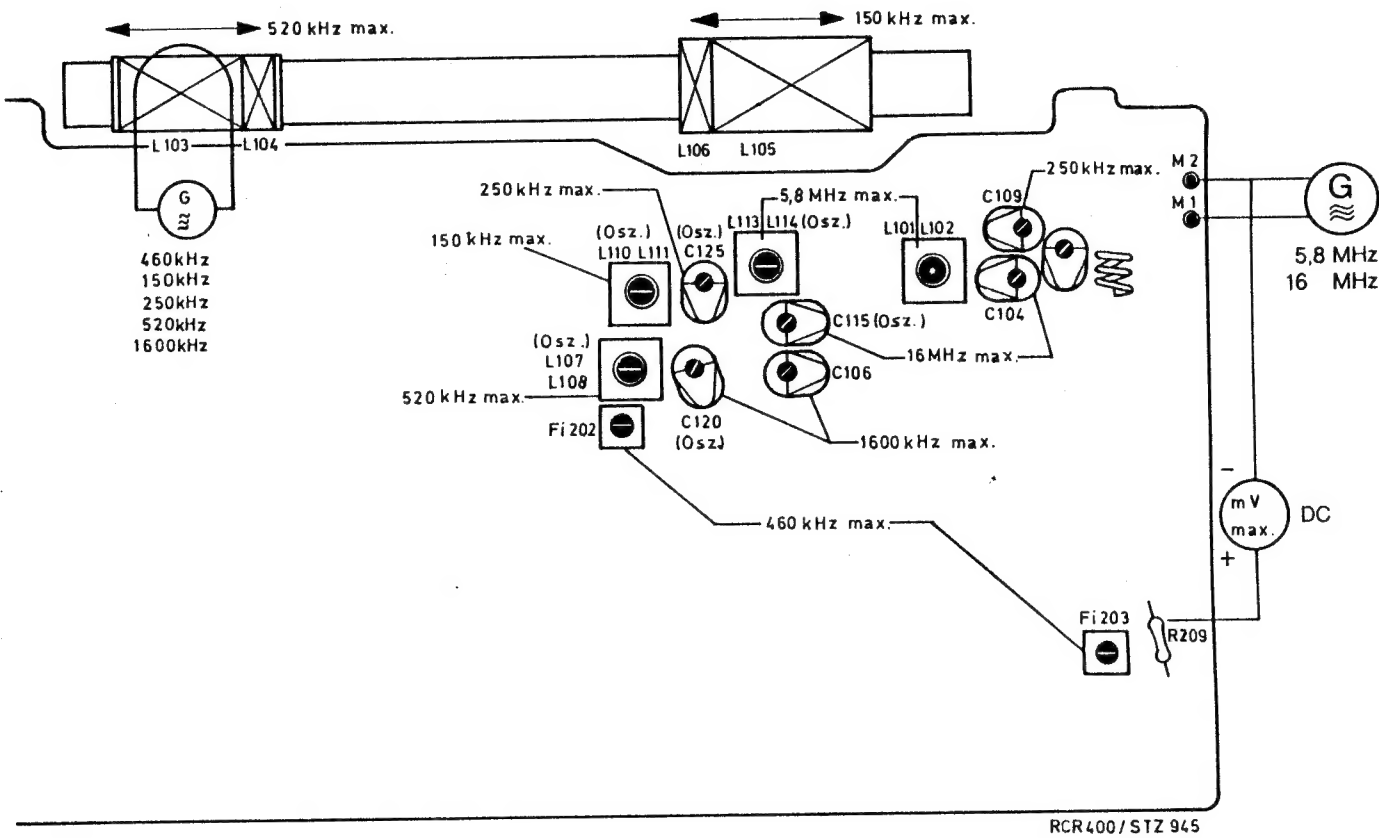 520 kHz max.
150 kHz max.
L103
L104
L106
L105
G
460kHz
150kHz
250kHz
520kHz
1600kHz
250 kHz max.
150 kHz max.
(Osz.)
L110 L111
(Osz.)
C125
5,8 MHz max.
L113 L114 (Osz.)
L101 L102
C109
250 kHz max.
M 2
M 1
G
5,8 MHz
16 MHz
C104
C115 (Osz.)
16 MHz max.
C106
(Osz.)
L107
L108
520 kHz max.
Fi 202
C120
(Osz.)
1600 kHz max.
460 kHz max.
-
mV
max.
DC
+
Fi 203
R209
RCR400 / STZ 945